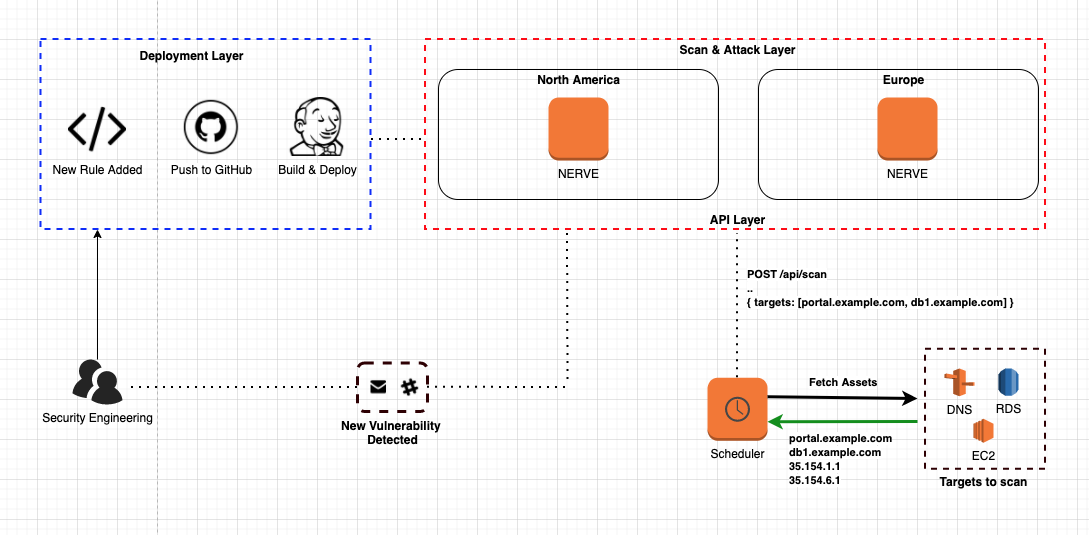 Deployment Layer
New Rule Added
Push to GitHub
Build & Deploy
Scan & Attack Layer
North America
NERVE
Europe
NERVE
API Layer
POST /api/scan
..
{ targets: [portal.example.com, db1.example.com] }
Security Engineering
New Vulnerability
Detected
Scheduler
Fetch Assets
portal.example.com
db1.example.com
35.154.1.1
35.154.6.1
DNS
RDS
EC2
Targets to scan